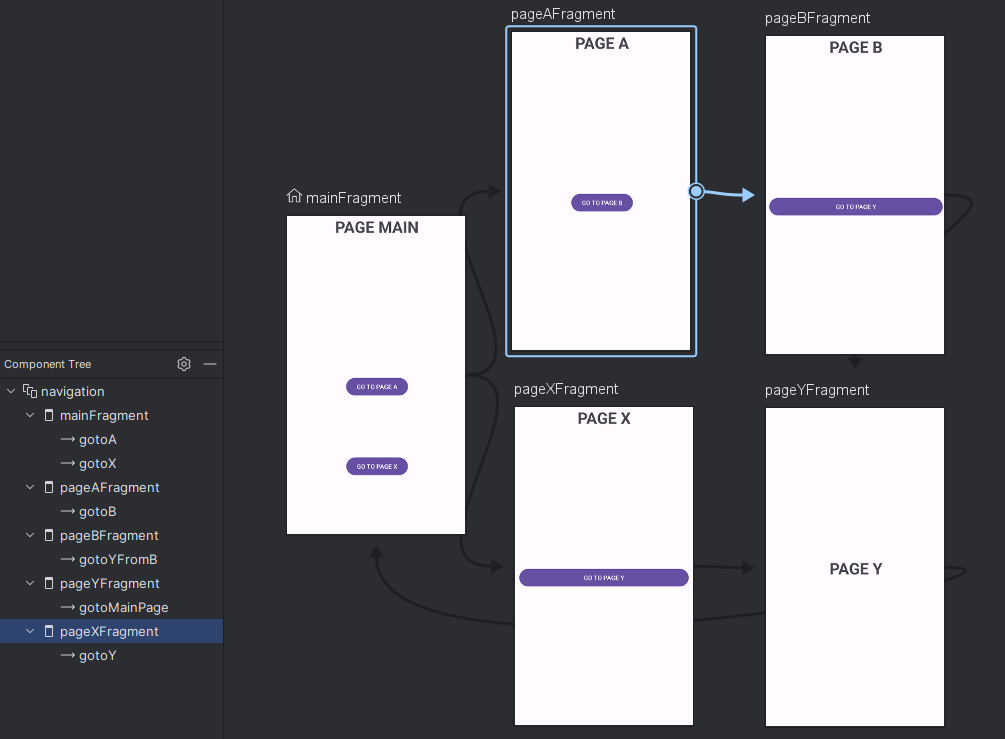 pageAFragment
PAGE A
GO TO PAGE B
pageBFragment
PAGE B
GO TO PAGE Y
mainFragment
PAGE MAIN
GO TO PAGE A
GO TO PAGE X
pageXFragment
PAGE X
GO TO PAGE Y
pageYFragment
PAGE Y
Component Tree
navigation
mainFragment
gotoA
gotoX
pageAFragment
gotoB
pageBFragment
gotoYFromB
pageYFragment
gotoMainPage
pageXFragment
gotoY